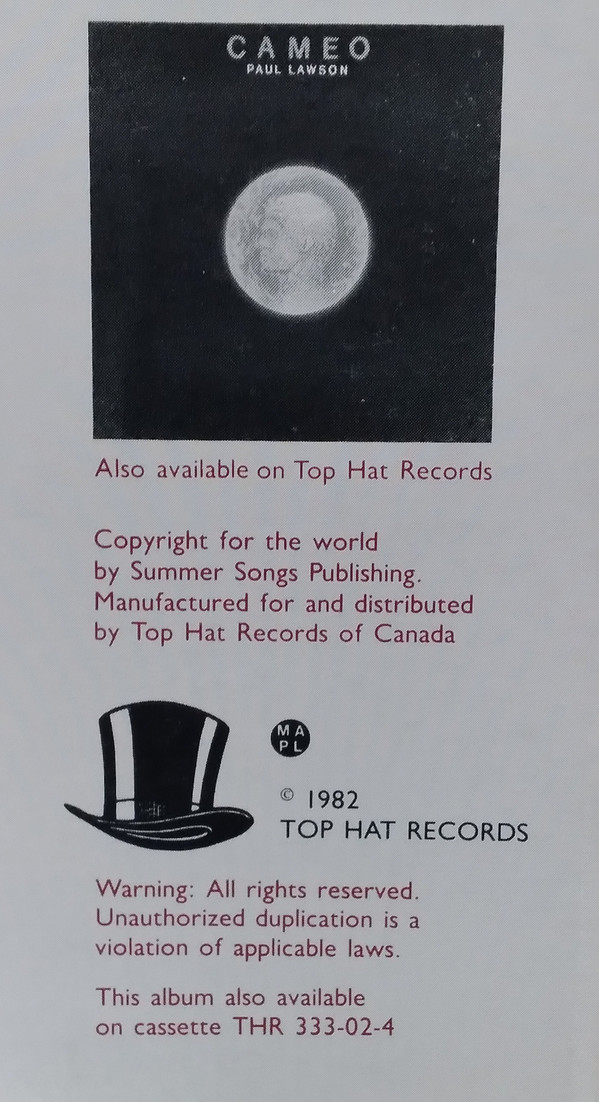 CAMEO
PAUL LAWSON
Also available on Top Hat Records
Copyright for the world
by Summer Songs Publishing.
Manufactured for and distributed
by Top Hat Records of Canada
MA
PL
© 1982
TOP HAT RECORDS
Warning: All rights reserved.
Unauthorized duplication is a
violation of applicable laws.
This album also available
on cassette THR 333-02-4